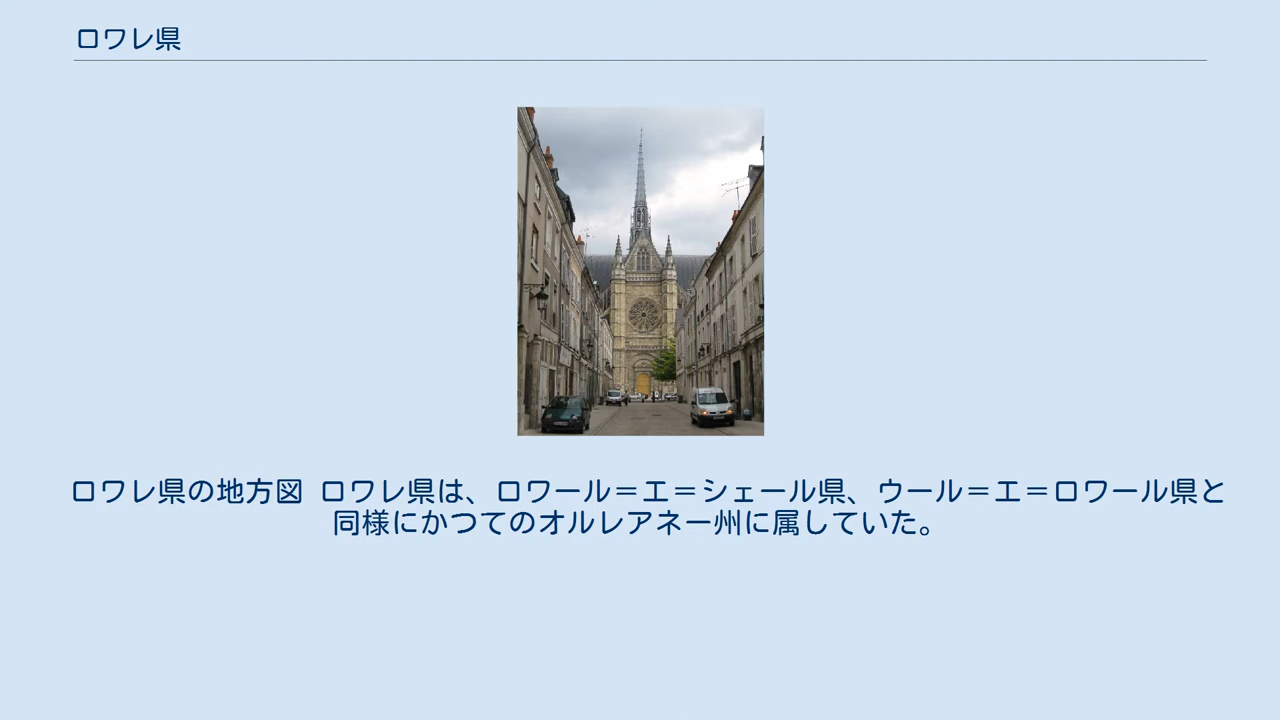 ロワレ県
ロワレ県の地方図 ロワレ県は、ロワール＝エ＝シェール県、ウール＝エ＝ロワール県と
同様にかつてのオルレアネー州に属していた。